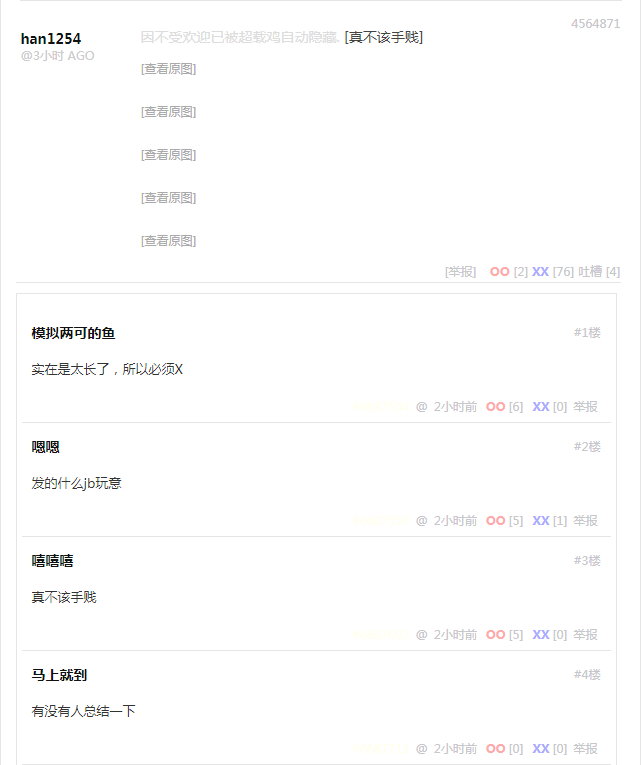 4564871
han1254 因不受欢迎已被超载鸡自动隐藏. [真不该手贱]
@3小时 AGO
[查看原图]
[查看原图]
[查看原图]
[查看原图]
[查看原图]
[举报] OO [2] XX [76] 吐槽 [4]
模拟两可的鱼 #1楼
实在是太长了，所以必须X
@ 2小时前 OO [6] XX [0] 举报
嗯嗯 #2楼
发的什么jb玩意
@ 2小时前 OO [5] XX [1] 举报
嘻嘻嘻 #3楼
真不该手贱
@ 2小时前 OO [5] XX [0] 举报
马上就到 #4楼
有没有人总结一下
@ 2小时前 OO [0] XX [0] 举报